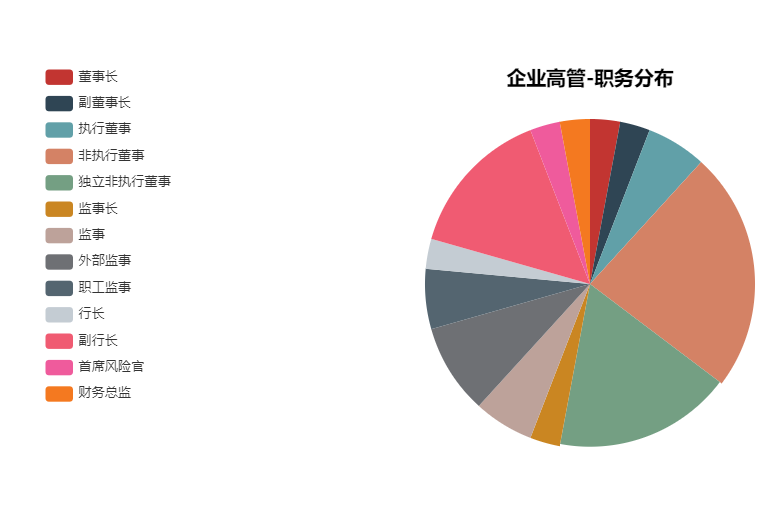 企业高管-职务分布
董事长
副董事长
执行董事
非执行董事
独立非执行董事
监事长
监事
外部监事
职工监事
行长
副行长
首席风险官
财务总监